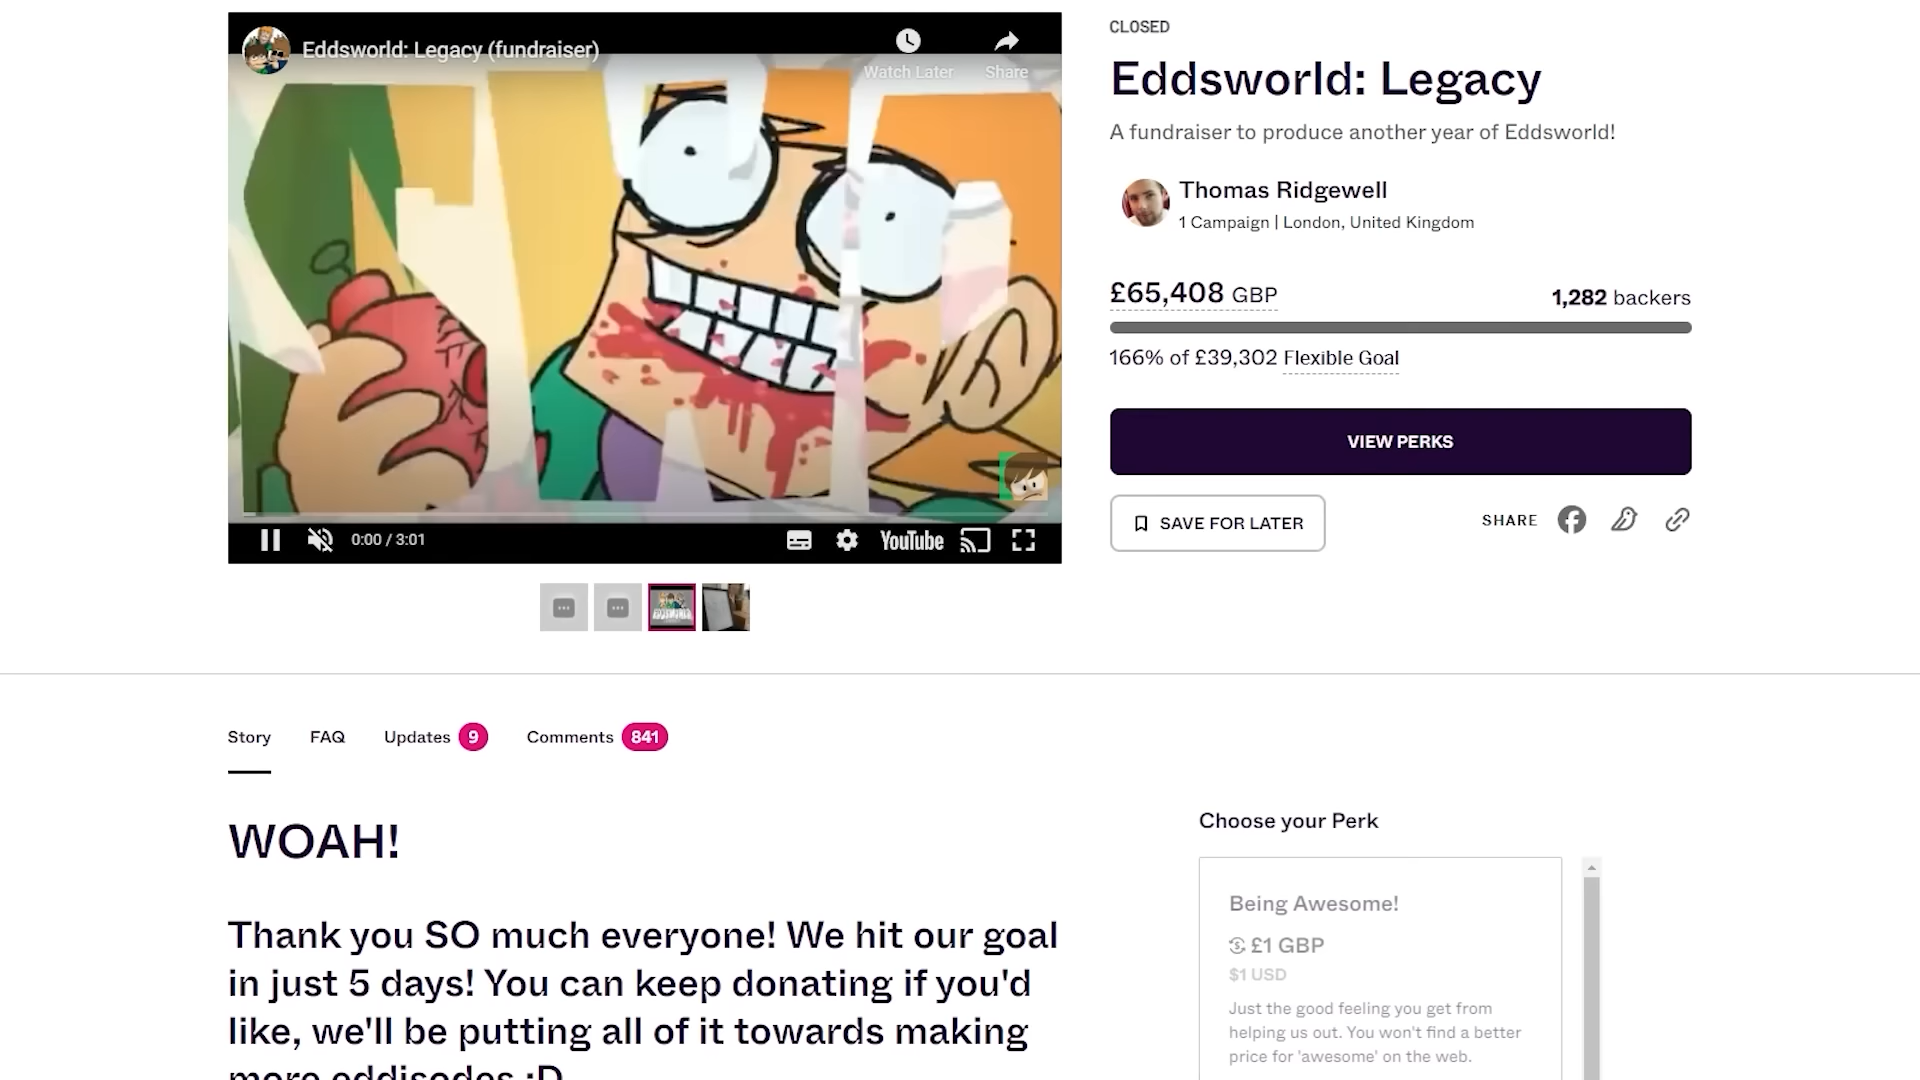 Eddsworld: Legacy (fundraiser)
Watch Later
Share
0:00 / 3:01
YouTube
CLOSED
Eddsworld: Legacy
A fundraiser to produce another year of Eddsworld!
Thomas Ridgewell
1 Campaign | London, United Kingdom
£65,408 GBP
1,282 backers
166% of £39,302 Flexible Goal
VIEW PERKS
SAVE FOR LATER
SHARE
Story
FAQ
Updates 9
Comments 841
WOAH!
Thank you SO much everyone! We hit our goal
in just 5 days! You can keep donating if you'd
like, we'll be putting all of it towards making
more eddisodes :D
Choose your Perk
Being Awesome!
£1 GBP
$1 USD
Just the good feeling you get from
helping us out. You won't find a better
price for 'awesome' on the web.